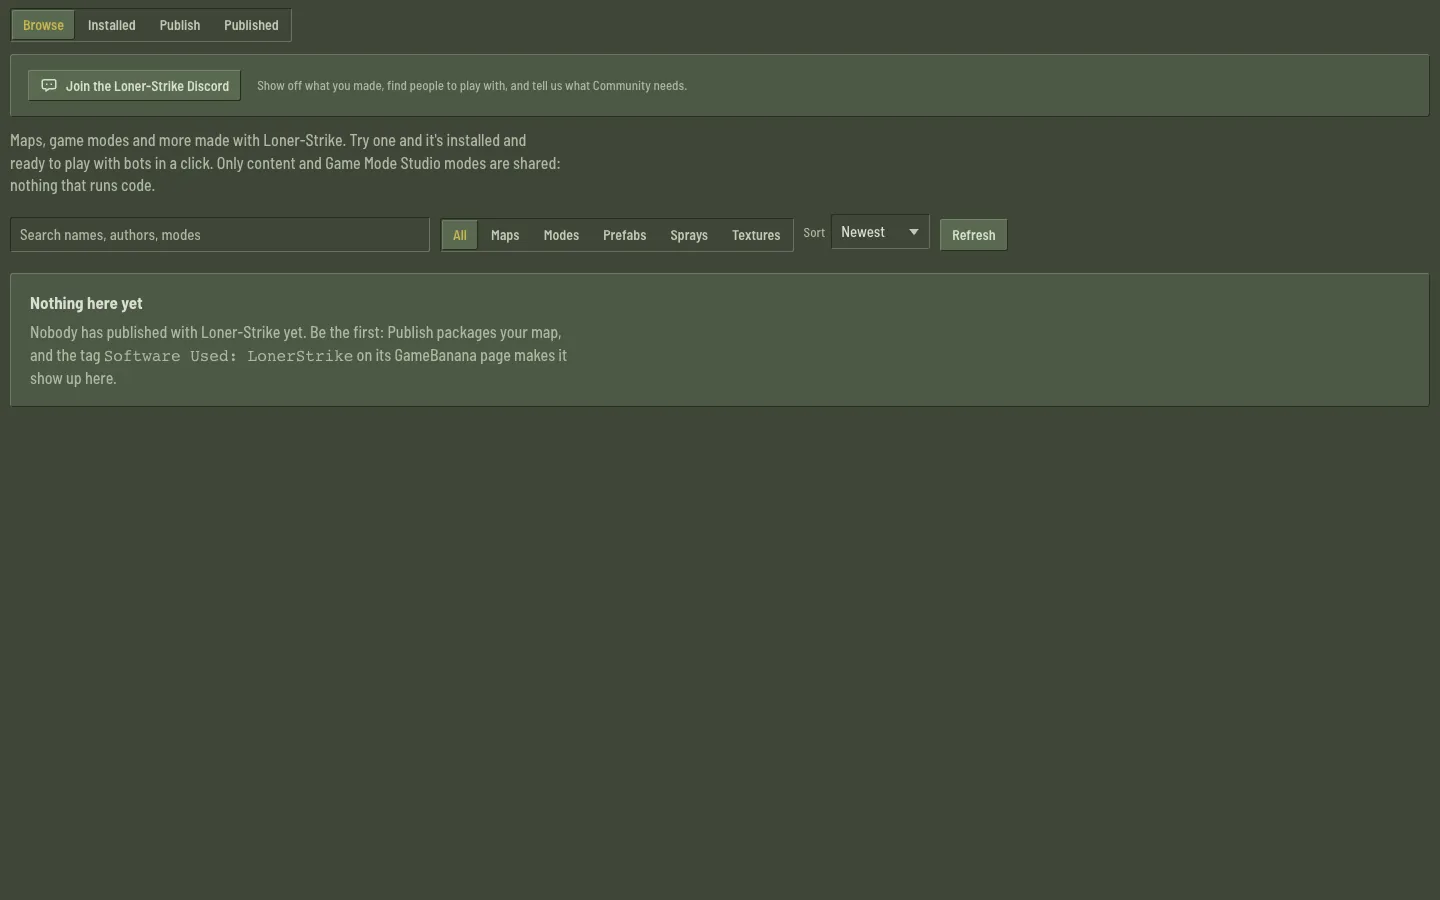 Browse Installed Publish Published
Join the Loner-Strike Discord Show off what you made, find people to play with, and tell us what Community needs.
Maps, game modes and more made with Loner-Strike. Try one and it's installed and
ready to play with bots in a click. Only content and Game Mode Studio modes are shared:
nothing that runs code.
Search names, authors, modes All Maps Modes Prefabs Sprays Textures Sort Newest Refresh
Nothing here yet
Nobody has published with Loner-Strike yet. Be the first: Publish packages your map,
and the tag Software Used: LonerStrike on its GameBanana page makes it
show up here.